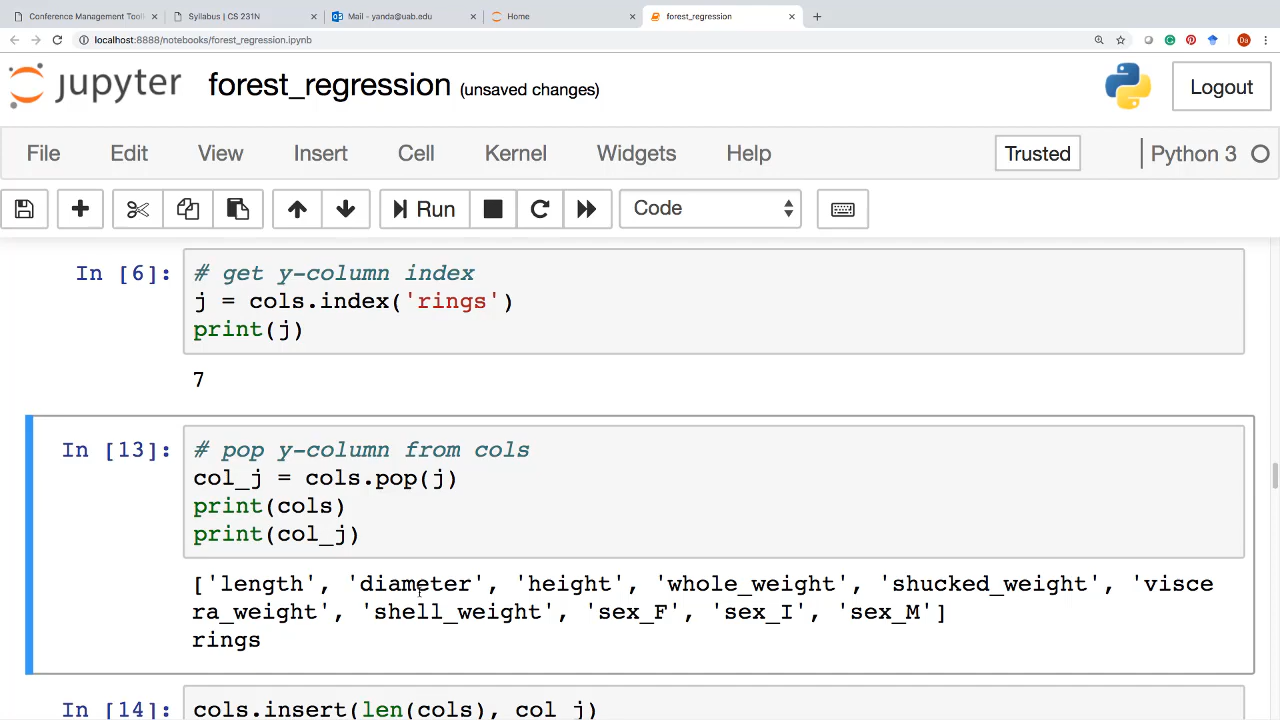 Conference Management Toolk
Syllabus | CS 231N
Mail - yanda@uab.edu
Home
forest_regression
localhost:8888/notebooks/forest_regression.ipynb
Da
jupyter forest_regression (unsaved changes)
Logout
File Edit View Insert Cell Kernel Widgets Help
Trusted
Python 3
Run
Code
In [6]:
# get y-column index
j = cols.index('rings')
print(j)
7
In [13]:
# pop y-column from cols
col_j = cols.pop(j)
print(cols)
print(col_j)
['length', 'diameter', 'height', 'whole_weight', 'shucked_weight', 'visce
ra_weight', 'shell_weight', 'sex_F', 'sex_I', 'sex_M']
rings
In [14]:
cols.insert(len(cols), col_j)